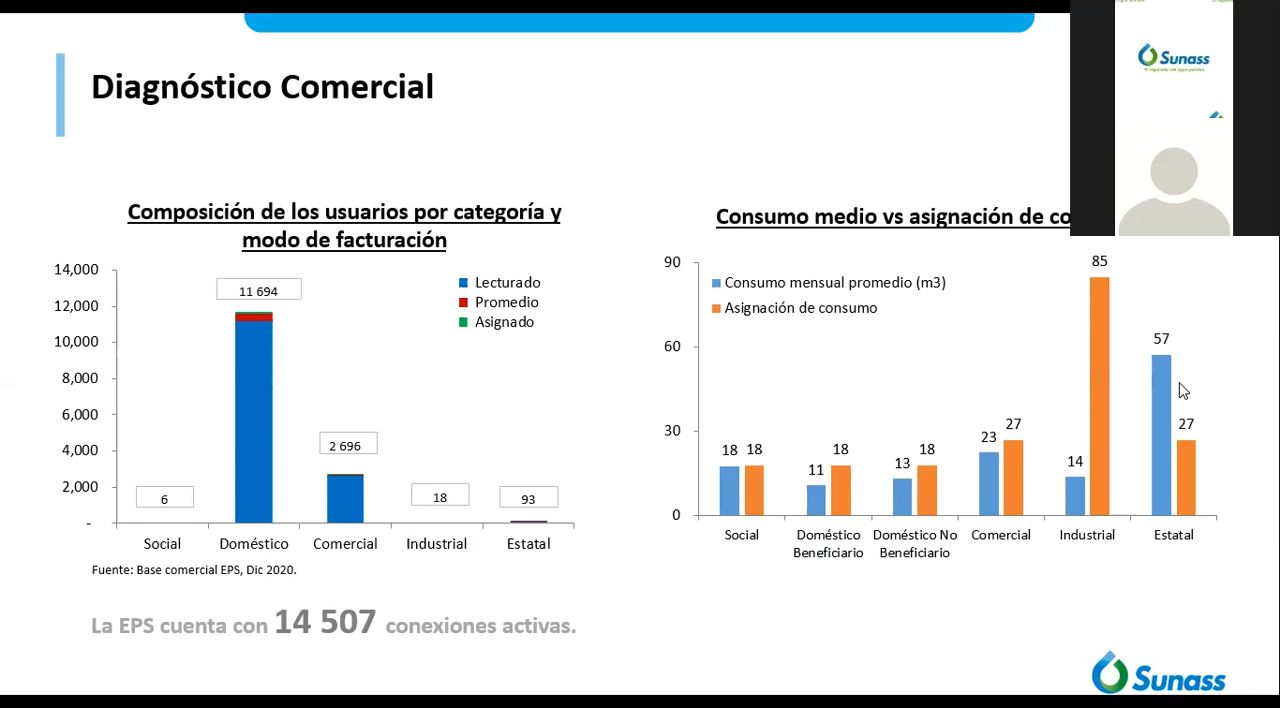 Diagnóstico Comercial
Sunass
Composición de los usuarios por categoría y
modo de facturación
14,000
12,000
10,000
8,000
6,000
4,000
2,000
-
11 694
2 696
6
18
93
Lecturado
Promedio
Asignado
Social
Doméstico
Comercial
Industrial
Estatal
Fuente: Base comercial EPS, Dic 2020.
La EPS cuenta con 14 507 conexiones activas.
Consumo medio vs asignación de co
90
60
30
0
Consumo mensual promedio (m3)
Asignación de consumo
18 18
11 18
13 18
23 27
14 85
57 27
Social
Doméstico
Beneficiario
Doméstico No
Beneficiario
Comercial
Industrial
Estatal
Sunass